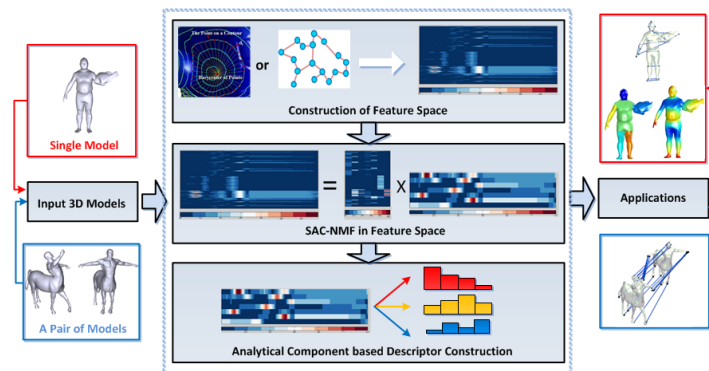 The Point on a Contour
Barycenter of Points
or
Construction of Feature Space
Single Model
=
X
Input 3D Models
SAC-NMF in Feature Space
Applications
A Pair of Models
Analytical Component based Descriptor Construction